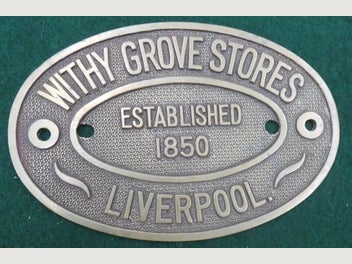 WITHY GROVE STORES
ESTABLISHED
1850
LIVERPOOL.